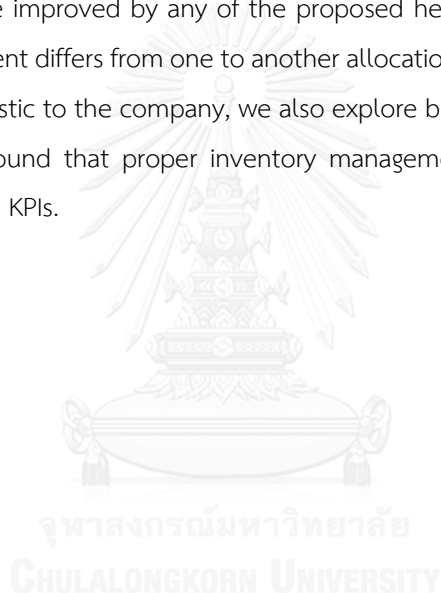 e improved by any of the proposed he
ent differs from one to another allocatio
stic to the company, we also explore b
ound that proper inventory manageme
KPIs.
จุฬาลงกรณ์มหาวิทยาลัย
CHULALONGKORN UNIVERSITY